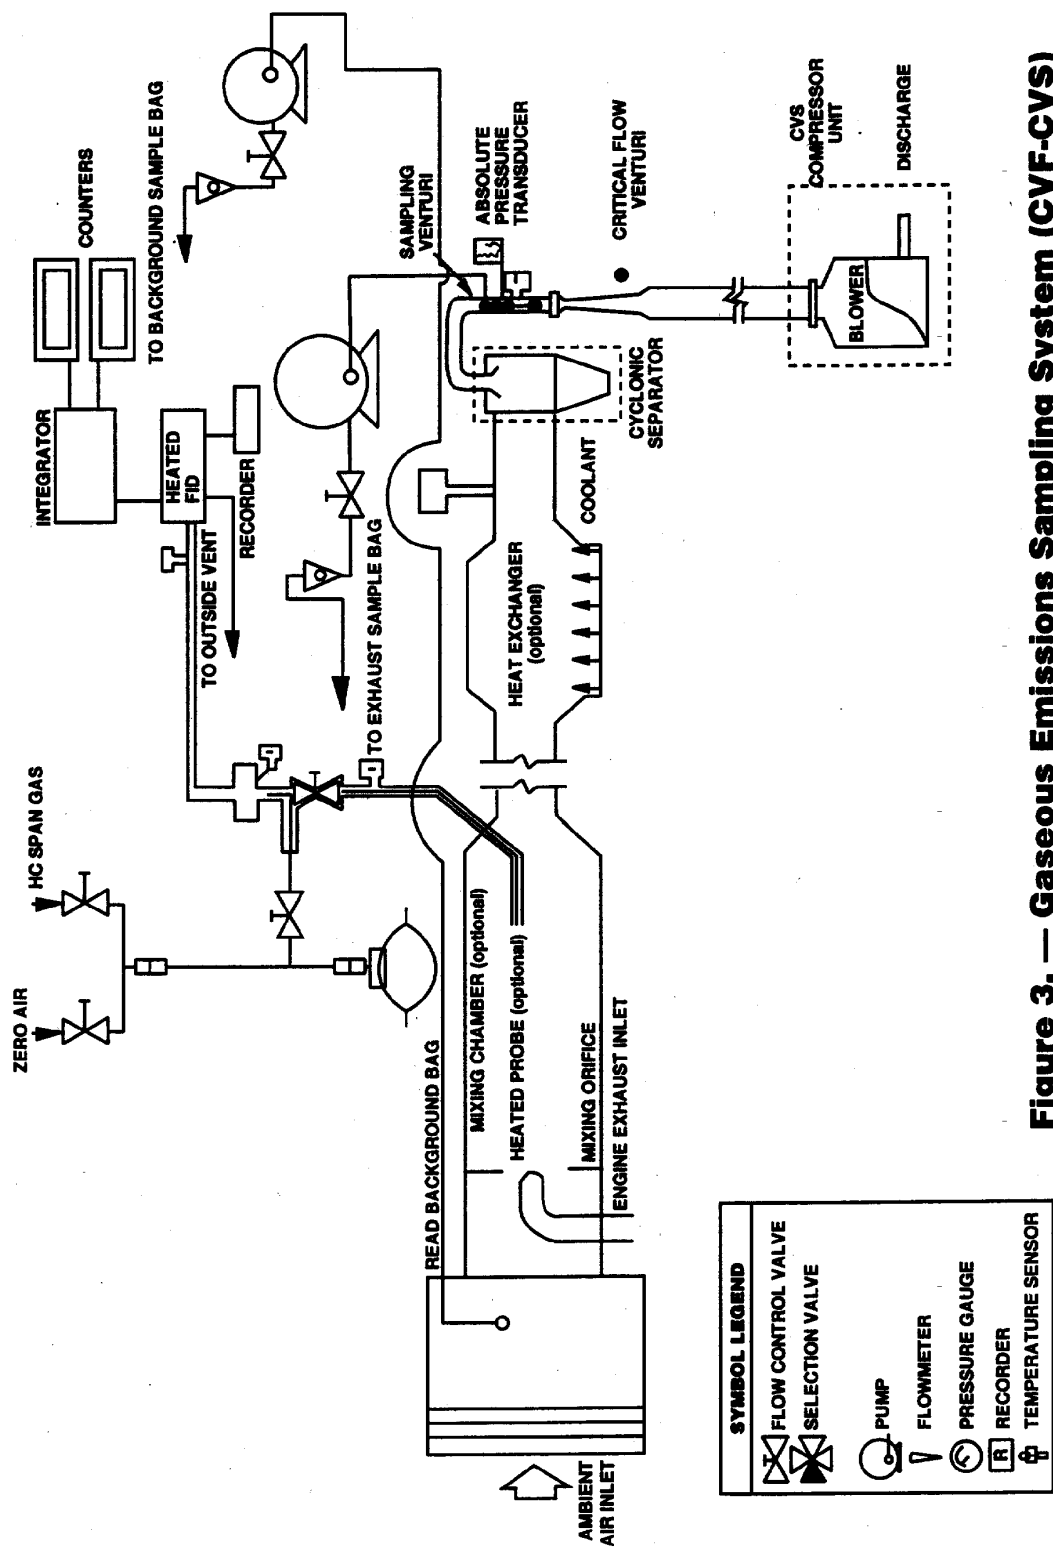 ZERO AIR
HC SPAN GAS
INTEGRATOR
COUNTERS
HEATED
FID
RECORDER
TO OUTSIDE VENT
TO BACKGROUND SAMPLE BAG
TO EXHAUST SAMPLE BAG
SAMPLING
VENTURI
ABSOLUTE
PRESSURE
TRANSDUCER
READ BACKGROUND BAG
MIXING CHAMBER (optional)
HEATED PROBE (optional)
MIXING ORIFICE
ENGINE EXHAUST INLET
HEAT EXCHANGER
(optional)
COOLANT
CYCLONIC
SEPARATOR
CRITICAL FLOW
VENTURI
CVS
COMPRESSOR
UNIT
BLOWER
DISCHARGE
AMBIENT
AIR INLET
SYMBOL LEGEND
FLOW CONTROL VALVE
SELECTION VALVE
PUMP
FLOWMETER
PRESSURE GAUGE
R RECORDER
TEMPERATURE SENSOR
Figure 3. — Gaseous Emissions Sampling System (CVF-CVS)